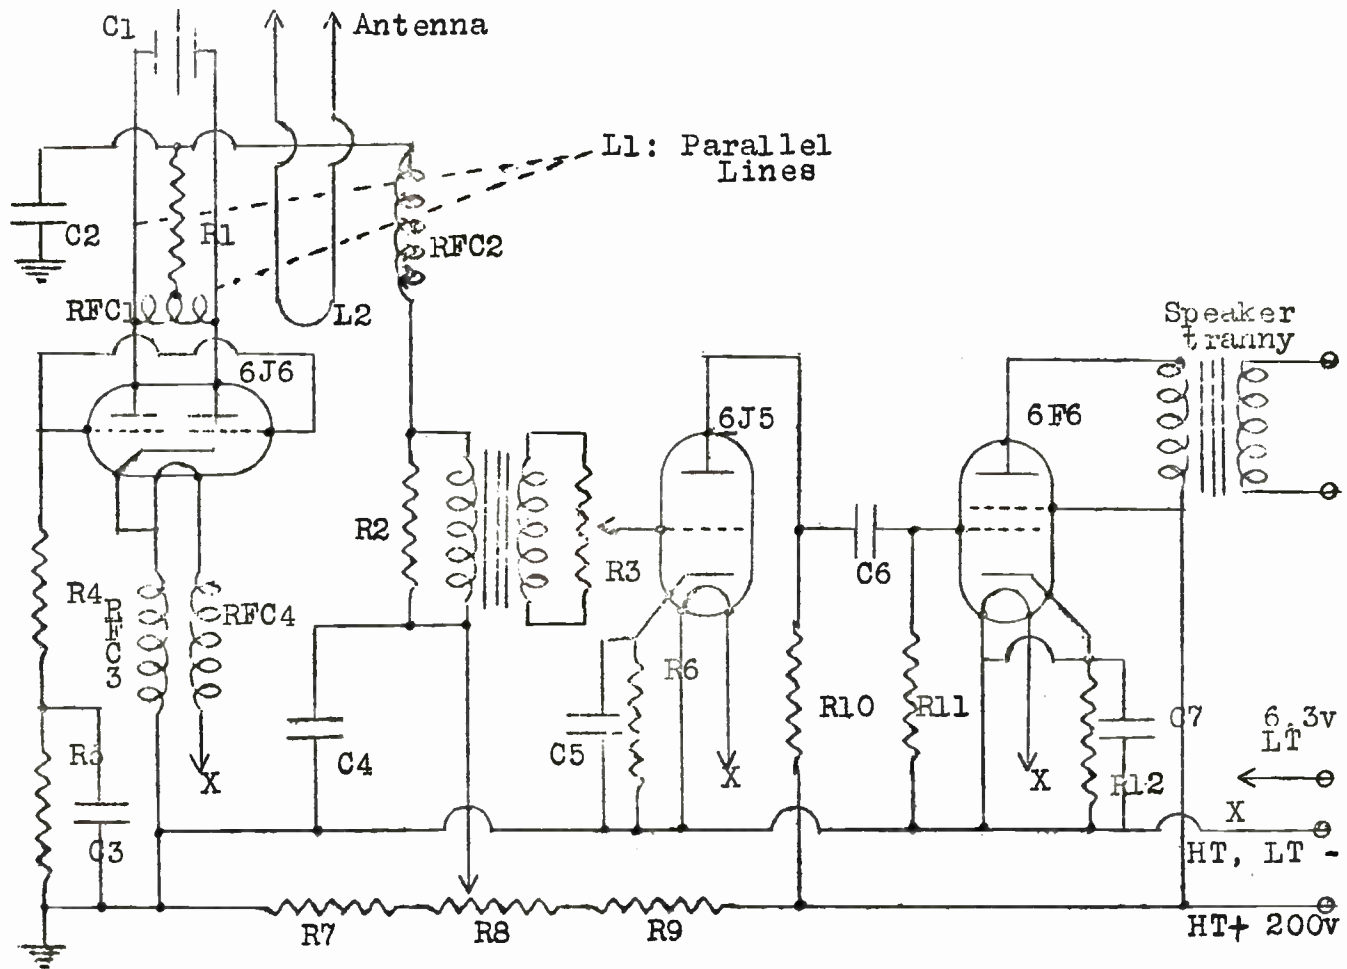 C1
Antenna
L1: Parallel
Lines
C2
R1
RFC2
RFC1
L2
Speaker
tranny
6J6
6J5
6F6
R2
R3
C6
R4
RFC3
RFC4
R6
R10
R11
C7
6.3v
LT
R5
C4
C5
X
X
X
R12
X
C3
HT, LT -
R7
R8
R9
HT+ 200v